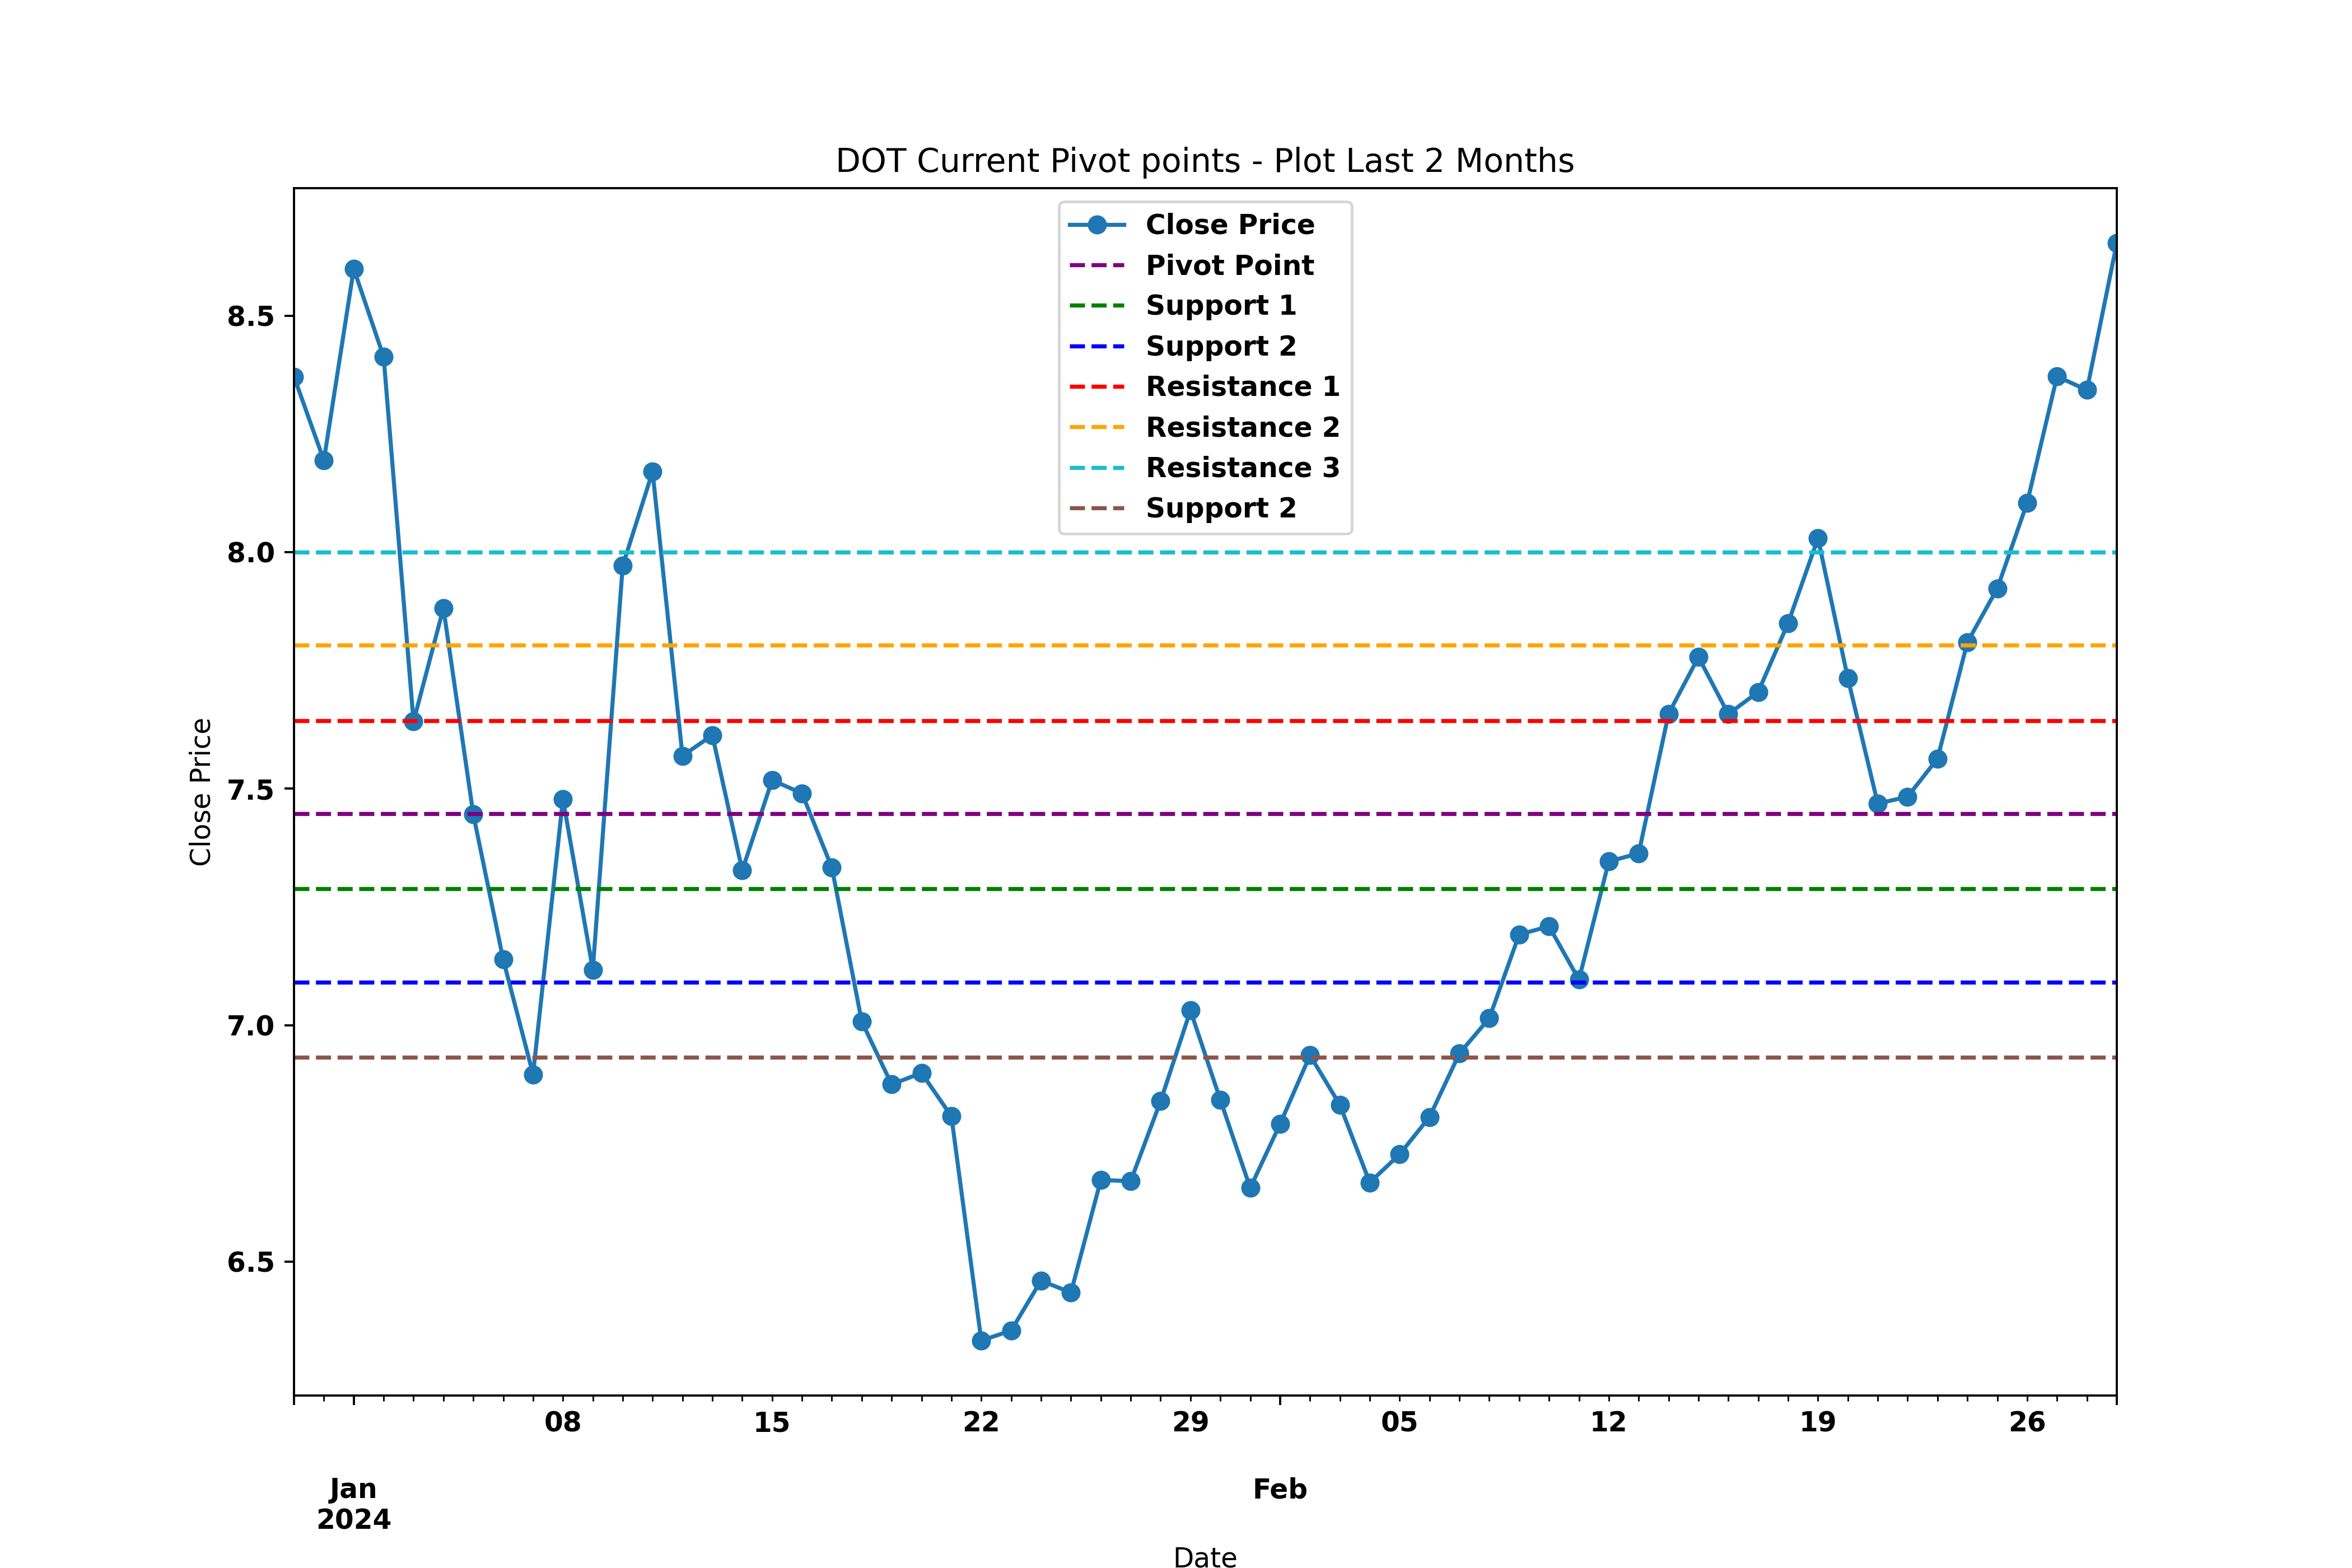 DOT Current Pivot points - Plot Last 2 Months
Close Price
Pivot Point
Support 1
Support 2
Resistance 1
Resistance 2
Resistance 3
Support 2
8.5
8.0
7.5
7.0
6.5
Close Price
08 15 22 29 05 12 19 26
Jan Feb
2024
Date